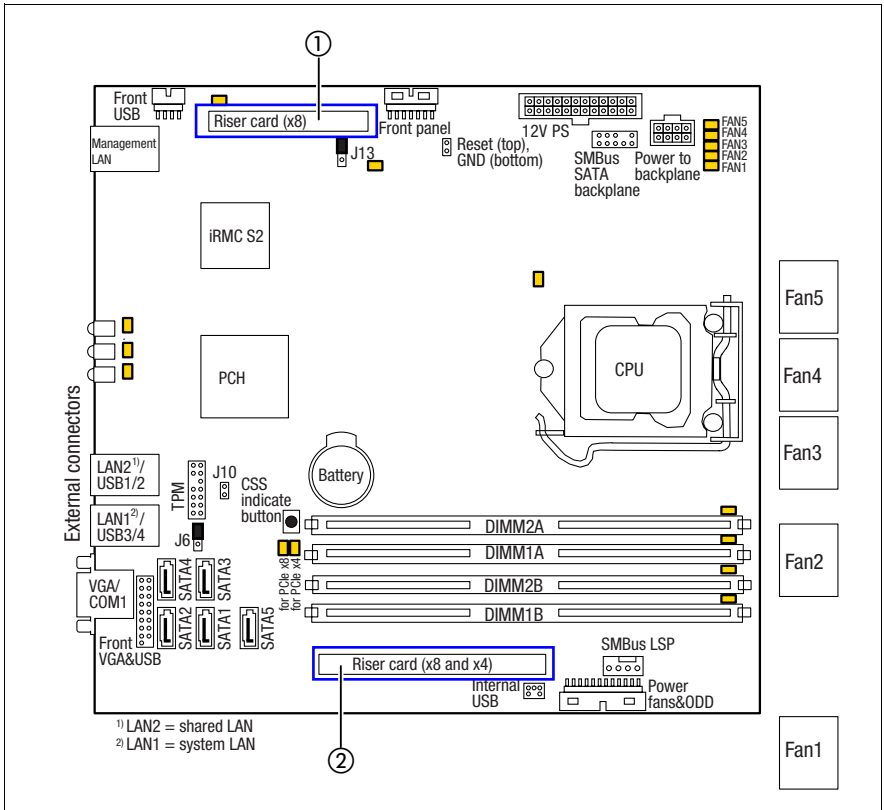 ①
Front
USB
Riser card (x8)
Front panel
12V PS
FAN5
FAN4
FAN3
FAN2
FAN1
Management
LAN
J13
Reset (top),
GND (bottom)
SMBus
SATA
backplane
Power to
backplane
iRMC S2
Fan5
PCH
CPU
Fan4
Fan3
External connectors
LAN2 1)/
USB1/2
TPM
J10
CSS
indicate
button
Battery
LAN1 2)/
USB3/4
J6
DIMM2A
DIMM1A
DIMM2B
DIMM1B
Fan2
VGA/
COM1
SATA4
SATA3
SATA2
SATA1
SATA5
for PCIe x8
for PCIe x4
Front
VGA&USB
Riser card (x8 and x4)
SMBus LSP
Internal
USB
Power
fans&ODD
1) LAN2 = shared LAN
2) LAN1 = system LAN
②
Fan1